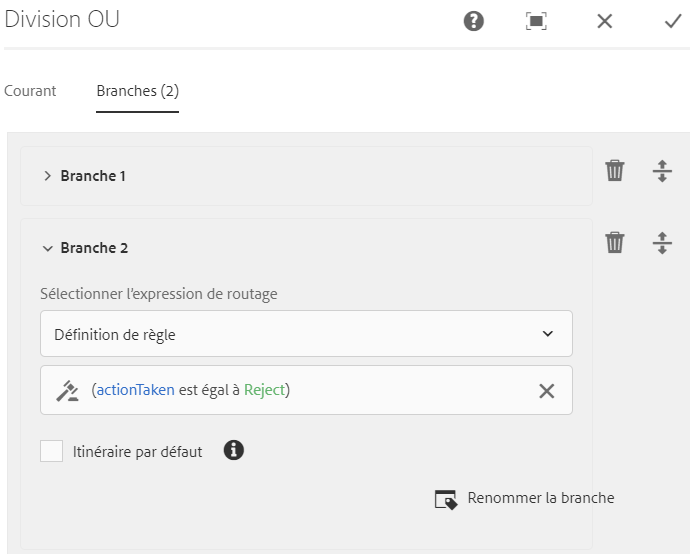 Division OU
Courant Branches (2)
Branche 1
Branche 2
Sélectionner l’expression de routage
Définition de règle
(actionTaken est égal à Reject)
Itinéraire par défaut
Renommer la branche